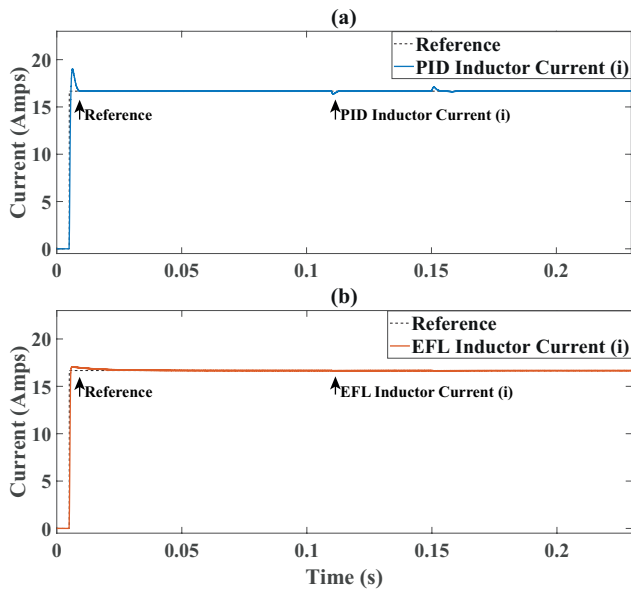 (a)
20
15
10
5
0
Current (Amps)
Reference
PID Inductor Current (i)
Reference
PID Inductor Current (i)
0
0.05
0.1
0.15
0.2
(b)
20
15
10
5
0
Current (Amps)
Reference
EFL Inductor Current (i)
Reference
EFL Inductor Current (i)
0
0.05
0.1
0.15
0.2
Time (s)